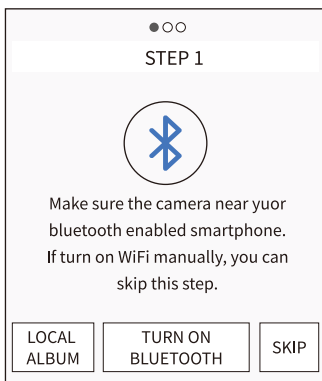 STEP 1
Make sure the camera near yuor
bluetooth enabled smartphone.
If turn on WiFi manually, you can
skip this step.
LOCAL
ALBUM
TURN ON
BLUETOOTH
SKIP